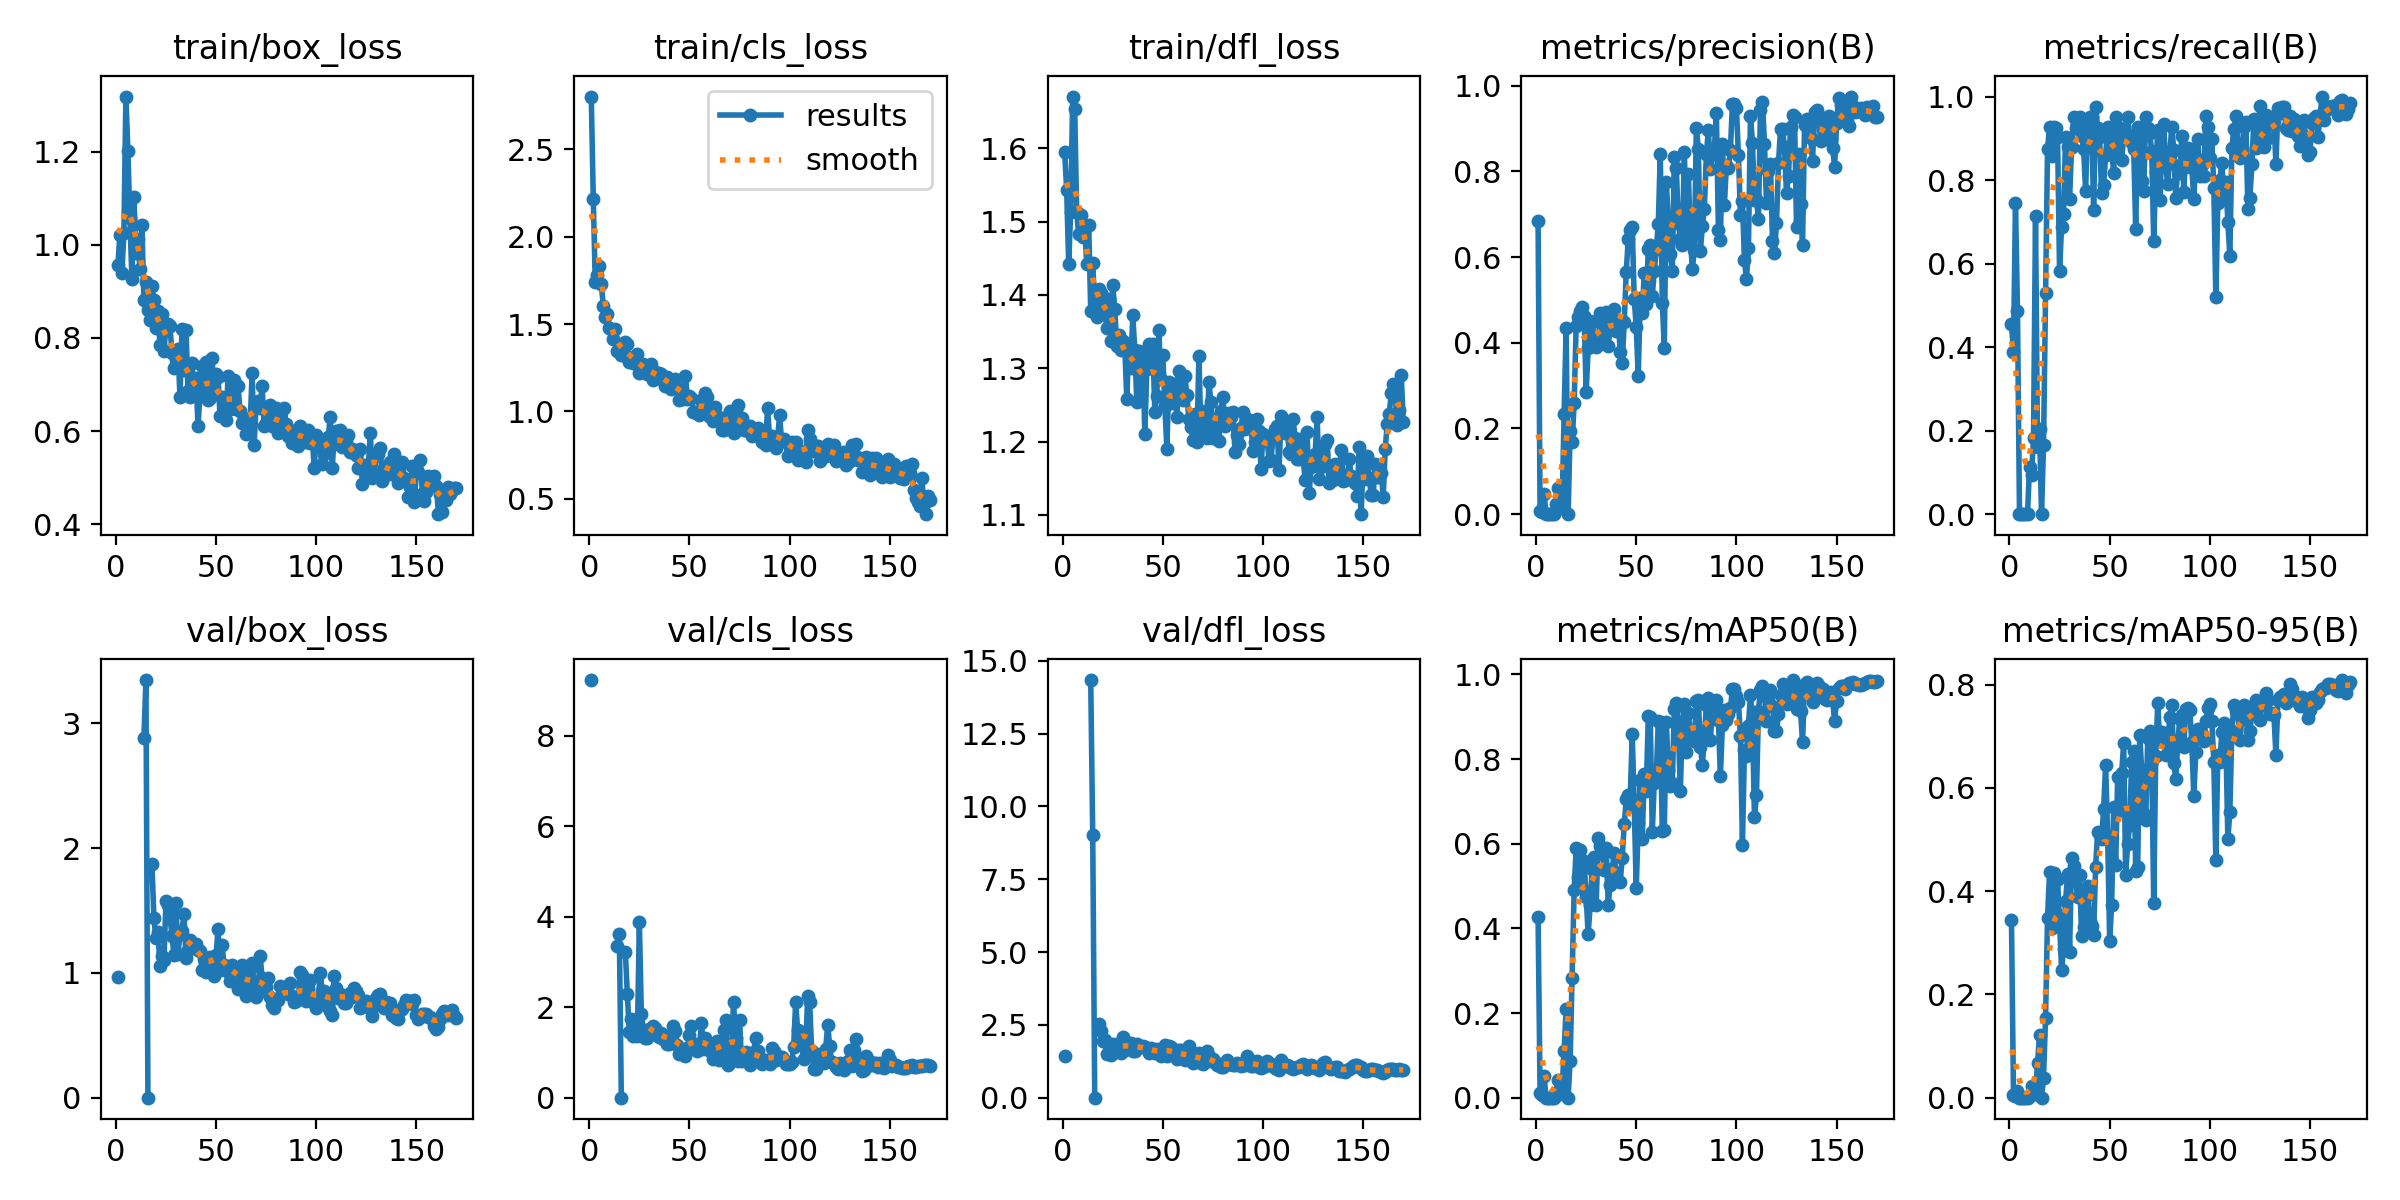 train/box_loss
train/cls_loss
train/dfl_loss
metrics/precision(B)
metrics/recall(B)
results
smooth
1.2
1.0
0.8
0.6
0.4
0 50 100 150
2.5
2.0
1.5
1.0
0.5
0 50 100 150
1.6
1.5
1.4
1.3
1.2
1.1
0 50 100 150
1.0
0.8
0.6
0.4
0.2
0.0
0 50 100 150
1.0
0.8
0.6
0.4
0.2
0.0
0 50 100 150
val/box_loss
val/cls_loss
val/dfl_loss
metrics/mAP50(B)
metrics/mAP50-95(B)
3
2
1
0
0 50 100 150
8
6
4
2
0
0 50 100 150
15.0
12.5
10.0
7.5
5.0
2.5
0.0
0 50 100 150
1.0
0.8
0.6
0.4
0.2
0.0
0 50 100 150
0.8
0.6
0.4
0.2
0.0
0 50 100 150